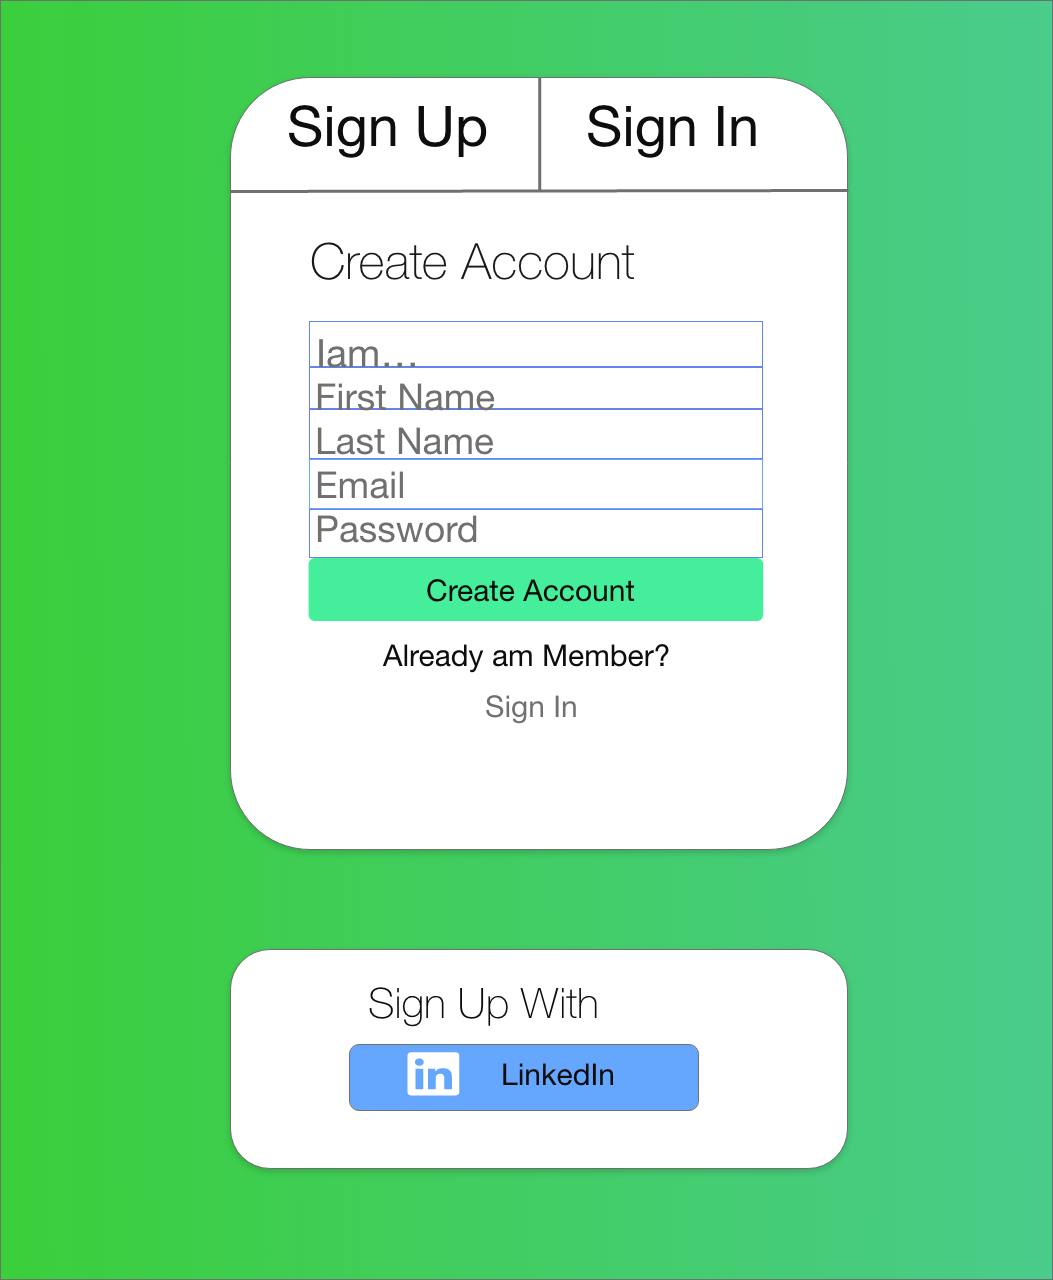 Sign Up Sign In
Create Account
Iam...
First Name
Last Name
Email
Password
Create Account
Already am Member?
Sign In
Sign Up With
in LinkedIn